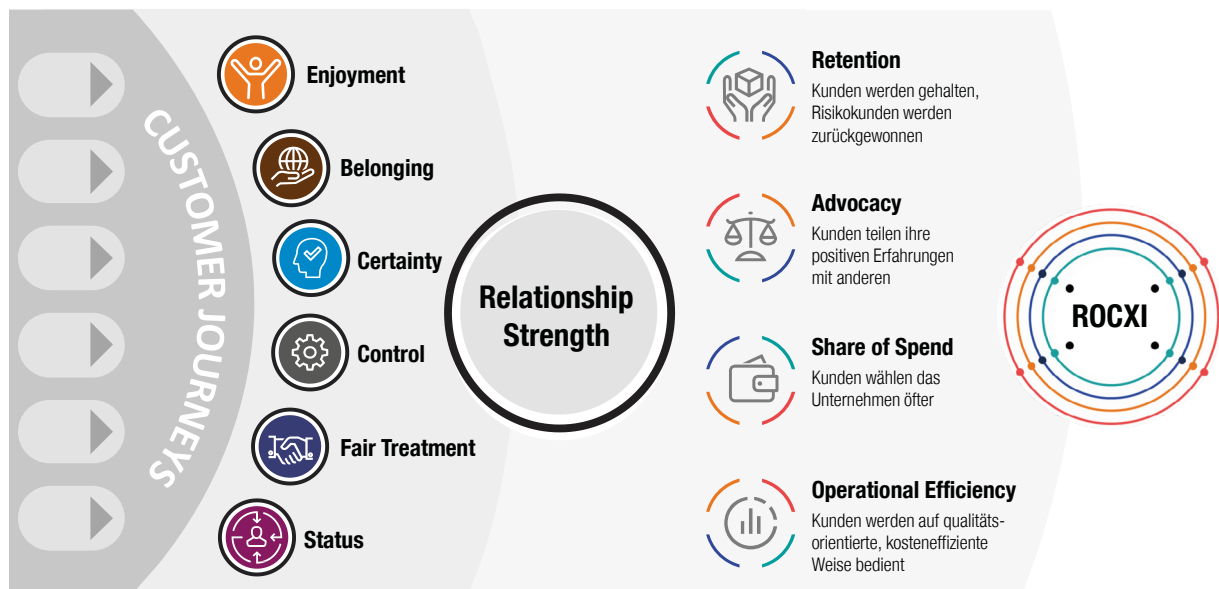 CUSTOMER JOURNEYS
Enjoyment
Belonging
Certainty
Control
Fair Treatment
Status
Relationship
Strength
Retention
Kunden werden gehalten,
Risikokunden werden
zurückgewonnen
Advocacy
Kunden teilen ihre
positiven Erfahrungen
mit anderen
Share of Spend
Kunden wählen das
Unternehmen öfter
Operational Efficiency
Kunden werden auf qualitäts-
orientierte, kosteneffiziente
Weise bedient
ROCXI